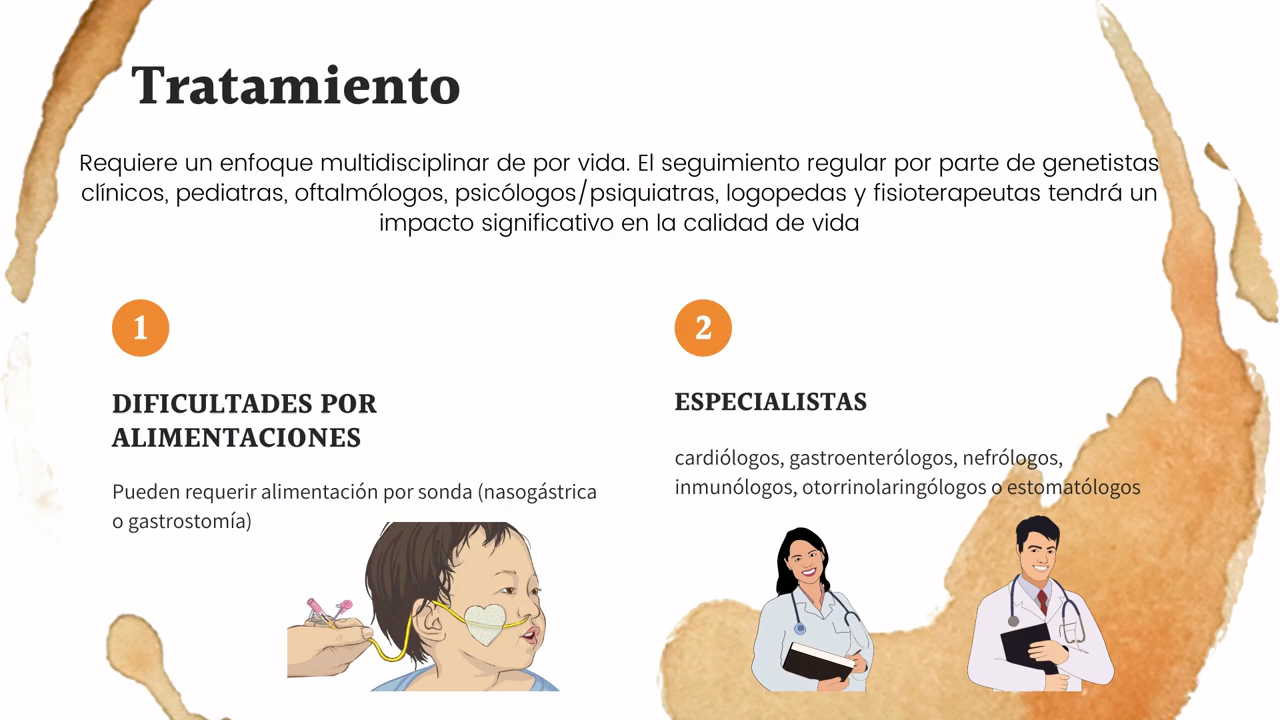 Tratamiento
Requiere un enfoque multidisciplinar de por vida. El seguimiento regular por parte de genetistas
clínicos, pediatras, oftalmólogos, psicólogos/psiquiatras, logopedas y fisioterapeutas tendrá un
impacto significativo en la calidad de vida
1
DIFICULTADES POR
ALIMENTACIONES
Pueden requerir alimentación por sonda (nasogástrica
o gastrostomía)
2
ESPECIALISTAS
cardiólogos, gastroenterólogos, nefrólogos,
inmunólogos, otorrinolaringólogos o estomatólogos